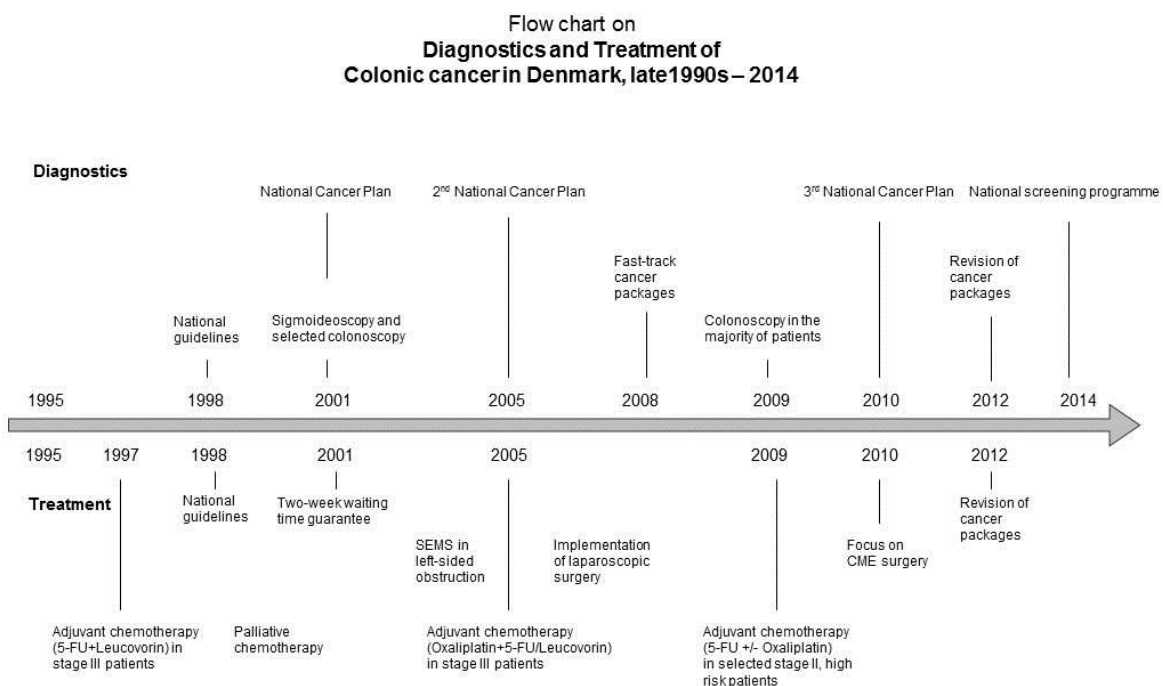 Flow chart on
Diagnostics and Treatment of
Colonic cancer in Denmark, late1990s – 2014
Diagnostics
National Cancer Plan
2nd National Cancer Plan
3rd National Cancer Plan
National screening programme
Fast-track
cancer
packages
Revision of
cancer
packages
National
guidelines
Sigmoideoscopy and
selected colonoscopy
Colonoscopy in the
majority of patients
1995
1998
2001
2005
2008
2009
2010
2012
2014
1995
1997
1998
2001
2005
2009
2010
2012
Treatment
National
guidelines
Two-week waiting
time guarantee
Revision of
cancer
packages
SEMS in
left-sided
obstruction
Implementation
of laparoscopic
surgery
Focus on
CME surgery
Adjuvant chemotherapy
(5-FU+Leucovorin) in
stage III patients
Palliative
chemotherapy
Adjuvant chemotherapy
(Oxaliplatin+5-FU/Leucovorin)
in stage III patients
Adjuvant chemotherapy
(5-FU +/- Oxaliplatin)
in selected stage II, high
risk patients